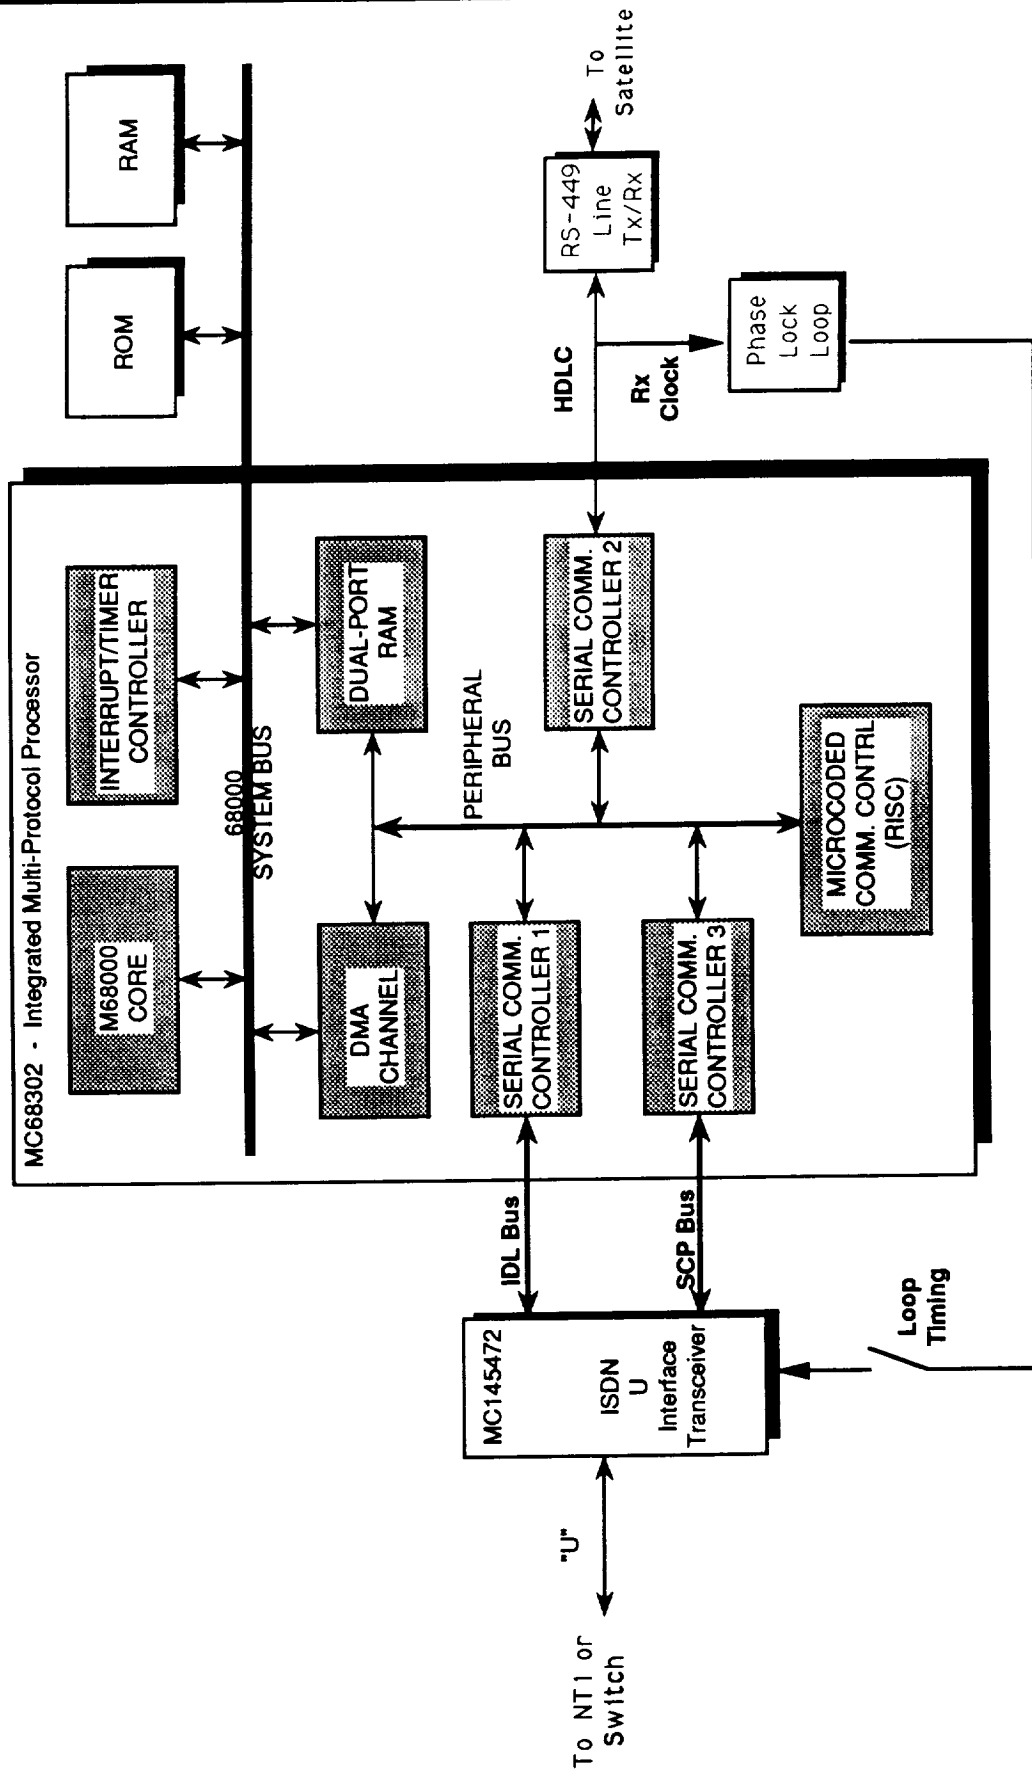 MC68302 - Integrated Multi-Protocol Processor
M68000
CORE
INTERRUPT/TIMER
CONTROLLER
ROM
RAM
68000
SYSTEM BUS
DMA
CHANNEL
DUAL-PORT
RAM
PERIPHERAL
BUS
SERIAL COMM.
CONTROLLER 1
SERIAL COMM.
CONTROLLER 2
SERIAL COMM.
CONTROLLER 3
MICROCODED
COMM. CONTRL
(RISC)
IDL Bus
SCP Bus
MC145472
ISDN
U
Interface
Transceiver
"U"
To NT1 or
Switch
Loop
Timing
HDLC
Rx
Clock
RS-449
Line
Tx/Rx
To
Satellite
Phase
Lock
Loop